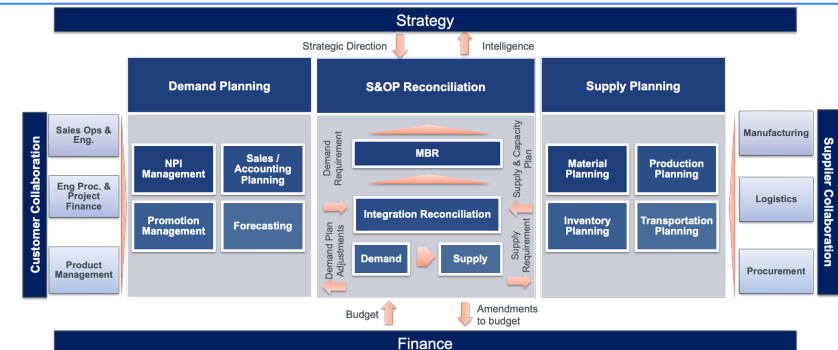 Strategy
Strategic Direction
Intelligence
Demand Planning
S&OP Reconciliation
Supply Planning
Customer Collaboration
Sales Ops &
Eng.
Eng Proc. &
Project
Finance
Product
Management
NPI
Management
Sales /
Accounting
Planning
Promotion
Management
Forecasting
Demand
Requirement
Demand Plan
Adjustments
MBR
Integration Reconciliation
Demand
Supply
Supply & Capacity
Plan
Supply
Requirement
Material
Planning
Production
Planning
Inventory
Planning
Transportation
Planning
Manufacturing
Logistics
Procurement
Supplier Collaboration
Budget
Amendments
to budget
Finance